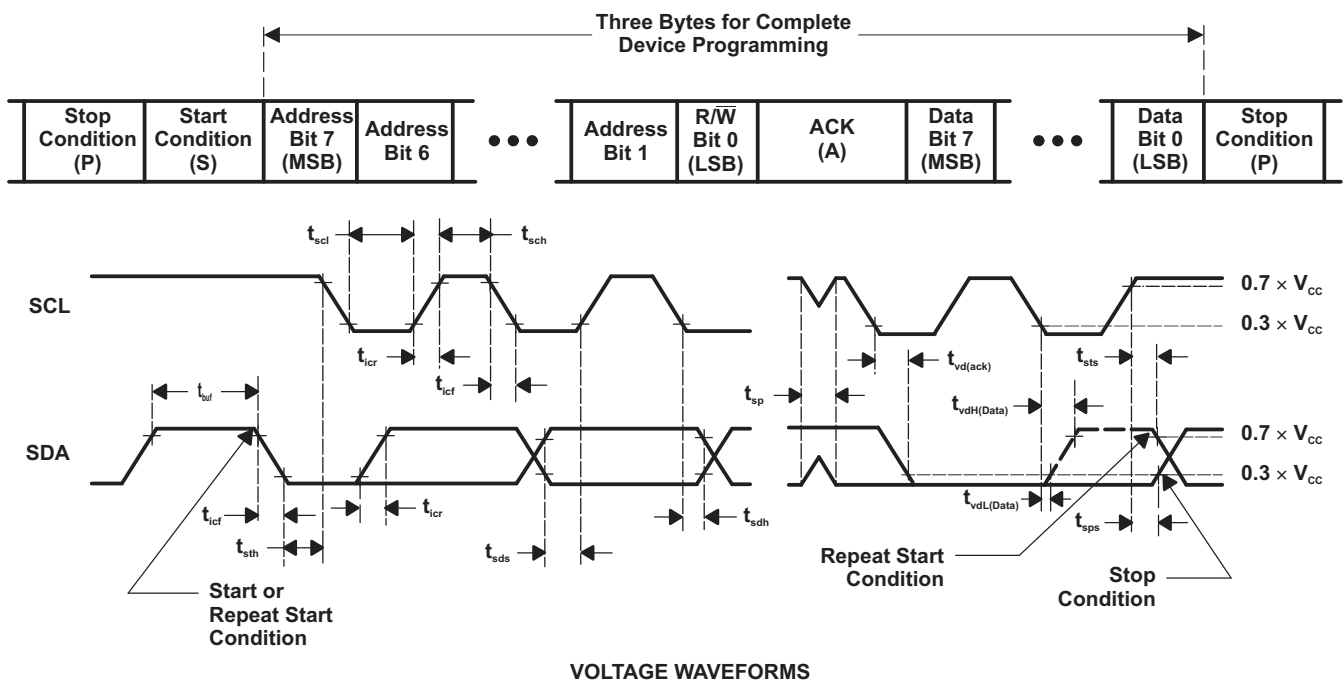 Three Bytes for Complete
Device Programming
Stop
Condition
(P)
Start
Condition
(S)
Address
Bit 7
(MSB)
Address
Bit 6
•••
Address
Bit 1
R/W̅
Bit 0
(LSB)
ACK
(A)
Data
Bit 7
(MSB)
•••
Data
Bit 0
(LSB)
Stop
Condition
(P)
tscl
tsch
SCL
0.7 × VCC
0.3 × VCC
ticr
ticf
tvd(ack)
tsts
tbuf
tsp
tvdH(Data)
SDA
0.7 × VCC
0.3 × VCC
ticf
ticr
tsdh
tvdL(Data)
tsps
tsth
tsds
Start or
Repeat Start
Condition
Repeat Start
Condition
Stop
Condition
VOLTAGE WAVEFORMS